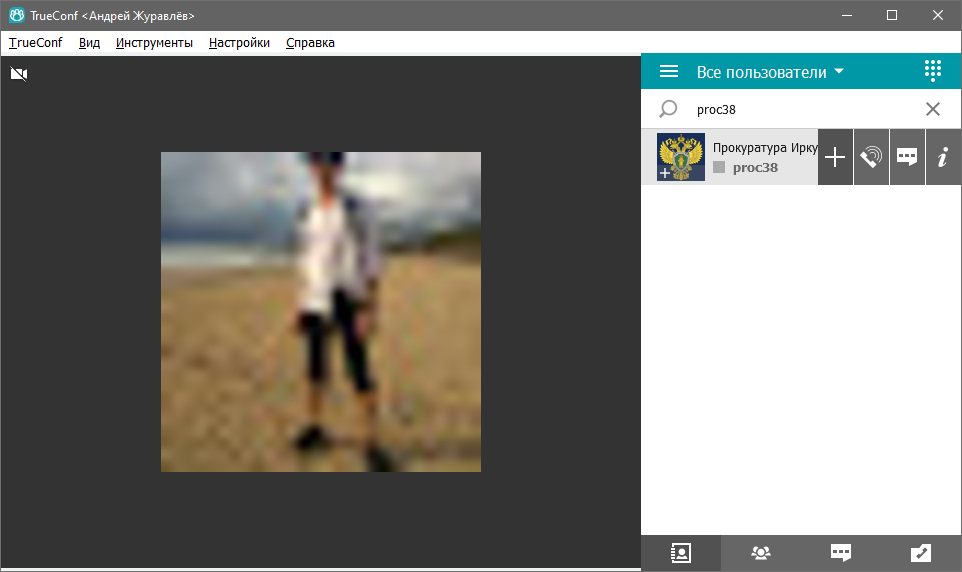 TrueConf <Андрей Журавлёв>
TrueConf Вид Инструменты Настройки Справка
Все пользователи
proc38
Прокуратура Ирку
proc38